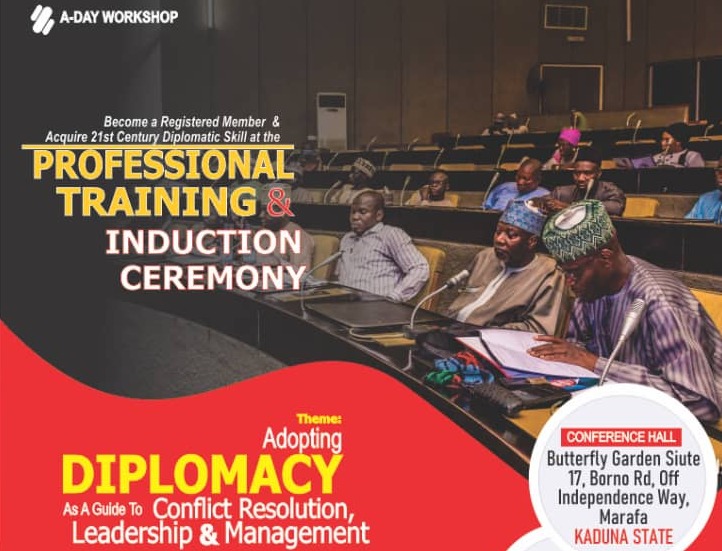 A-DAY WORKSHOP
Become a Registered Member &
Acquire 21st Century Diplomatic Skill at the
PROFESSIONAL
TRAINING &
INDUCTION
CEREMONY
Theme:
Adopting
DIPLOMACY
As A Guide To Conflict Resolution,
Leadership & Management
CONFERENCE HALL
Butterfly Garden Siute
17, Borno Rd, Off
Independence Way,
Marafa
KADUNA STATE